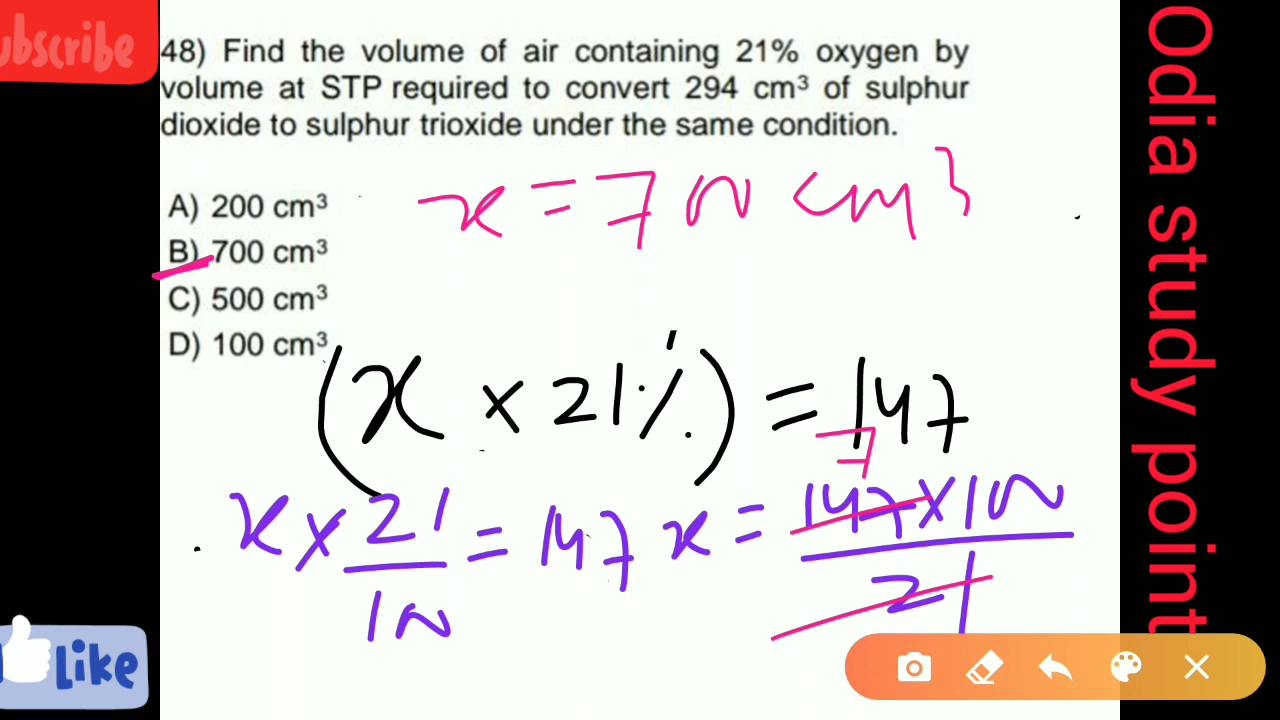 ubscribe
48) Find the volume of air containing 21% oxygen by
volume at STP required to convert 294 cm³ of sulphur
dioxide to sulphur trioxide under the same condition.
A) 200 cm³
B) 700 cm³
C) 500 cm³
D) 100 cm³
x = 700 cm³
(x × 21%) = 147
x × 21/100 = 147
x = 147 × 100/21
7
Like
Odia study point